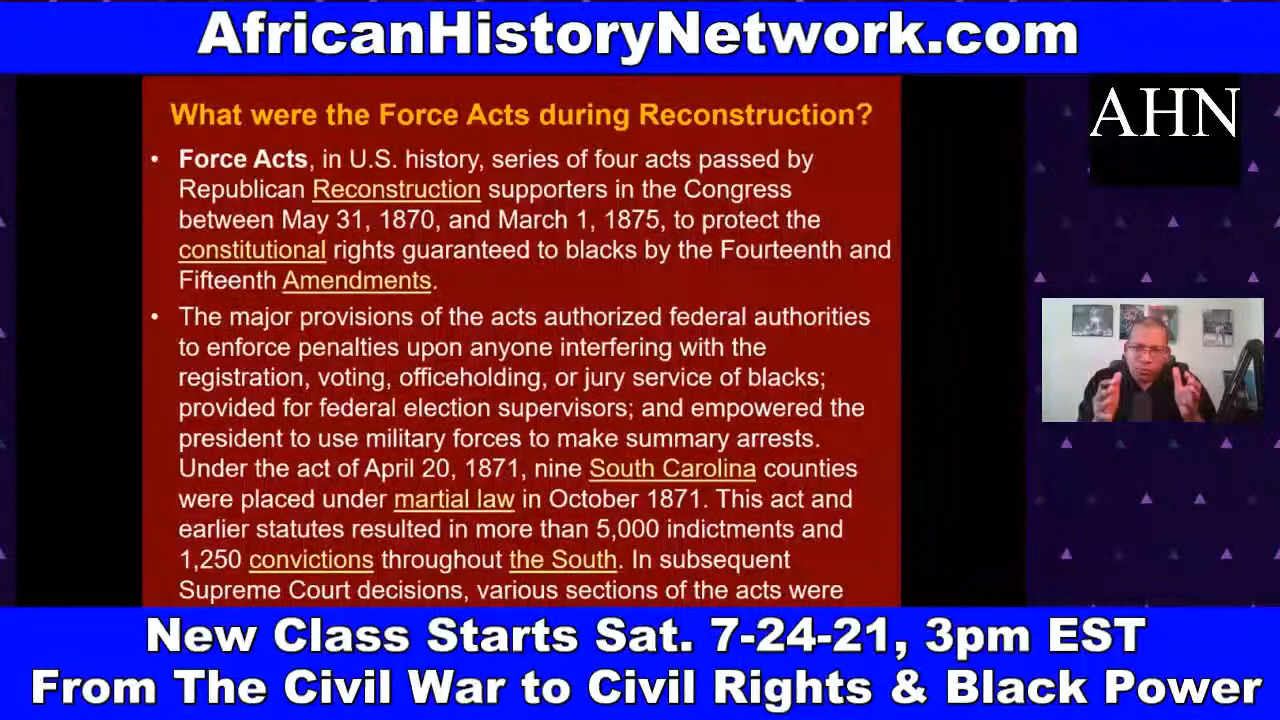 AfricanHistoryNetwork.com
AHN
What were the Force Acts during Reconstruction?
• Force Acts, in U.S. history, series of four acts passed by
Republican Reconstruction supporters in the Congress
between May 31, 1870, and March 1, 1875, to protect the
constitutional rights guaranteed to blacks by the Fourteenth and
Fifteenth Amendments.
• The major provisions of the acts authorized federal authorities
to enforce penalties upon anyone interfering with the
registration, voting, officeholding, or jury service of blacks;
provided for federal election supervisors; and empowered the
president to use military forces to make summary arrests.
Under the act of April 20, 1871, nine South Carolina counties
were placed under martial law in October 1871. This act and
earlier statutes resulted in more than 5,000 indictments and
1,250 convictions throughout the South. In subsequent
Supreme Court decisions, various sections of the acts were
New Class Starts Sat. 7-24-21, 3pm EST
From The Civil War to Civil Rights & Black Power